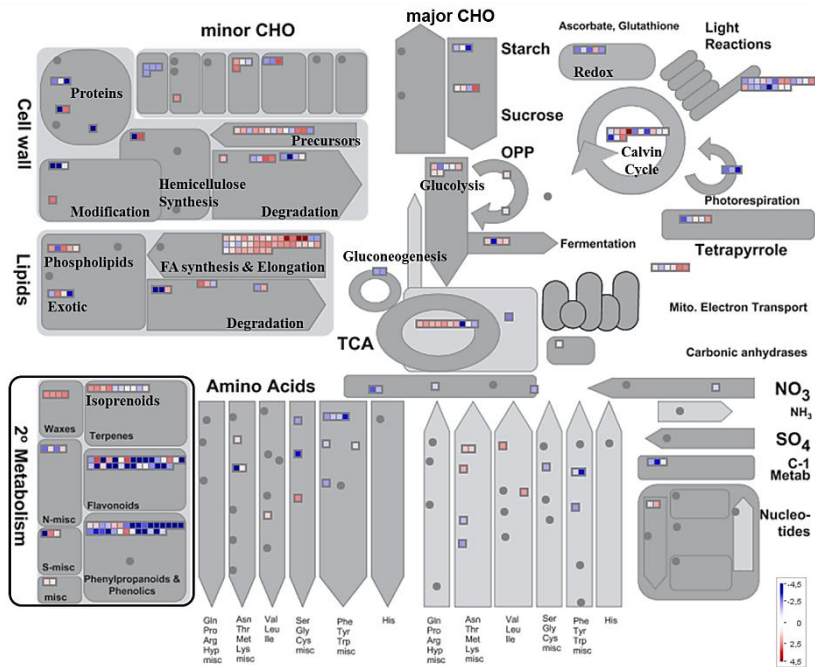 minor CHO
major CHO
Ascorbate, Glutathione
Light
Reactions
Starch
Redox
Cell wall
Proteins
Sucrose
Precursors
OPP
Calvin
Cycle
Hemicellulose
Synthesis
Glucolysis
Modification
Degradation
Photorespiration
Lipids
Phospholipids
FA synthesis & Elongation
Gluconeogenesis
Fermentation
Tetrapyrrole
Exotic
Degradation
Mito. Electron Transport
TCA
Carbonic anhydrases
Amino Acids
2º Metabolism
Isoprenoids
Waxes
Terpenes
NO3
NH3
SO4
C-1
Metab
N-misc
Flavonoids
Nucleo-
tides
S-misc
misc
Phenylpropanoids &
Phenolics
Gln
Pro
Arg
Hyp
misc
Asn
Thr
Met
Lys
misc
Val
Leu
Ile
Ser
Gly
Cys
misc
Phe
Tyr
Trp
misc
His
Gln
Pro
Arg
Hyp
misc
Asn
Thr
Met
Lys
misc
Val
Leu
Ile
Ser
Gly
Cys
misc
Phe
Tyr
Trp
misc
His
-4,5
-2,5
0
2,5
4,5